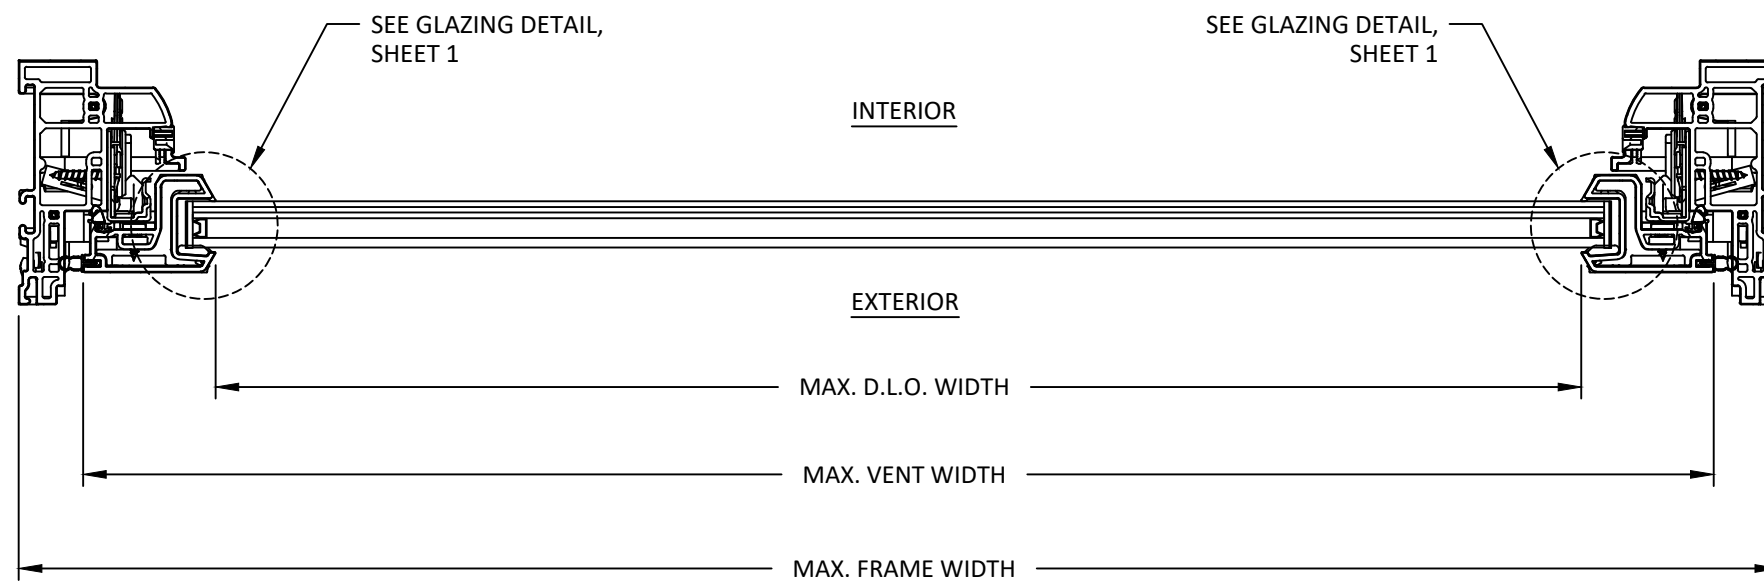 SEE GLAZING DETAIL,
SHEET 1
SEE GLAZING DETAIL,
SHEET 1
INTERIOR
EXTERIOR
MAX. D.L.O. WIDTH
MAX. VENT WIDTH
MAX. FRAME WIDTH